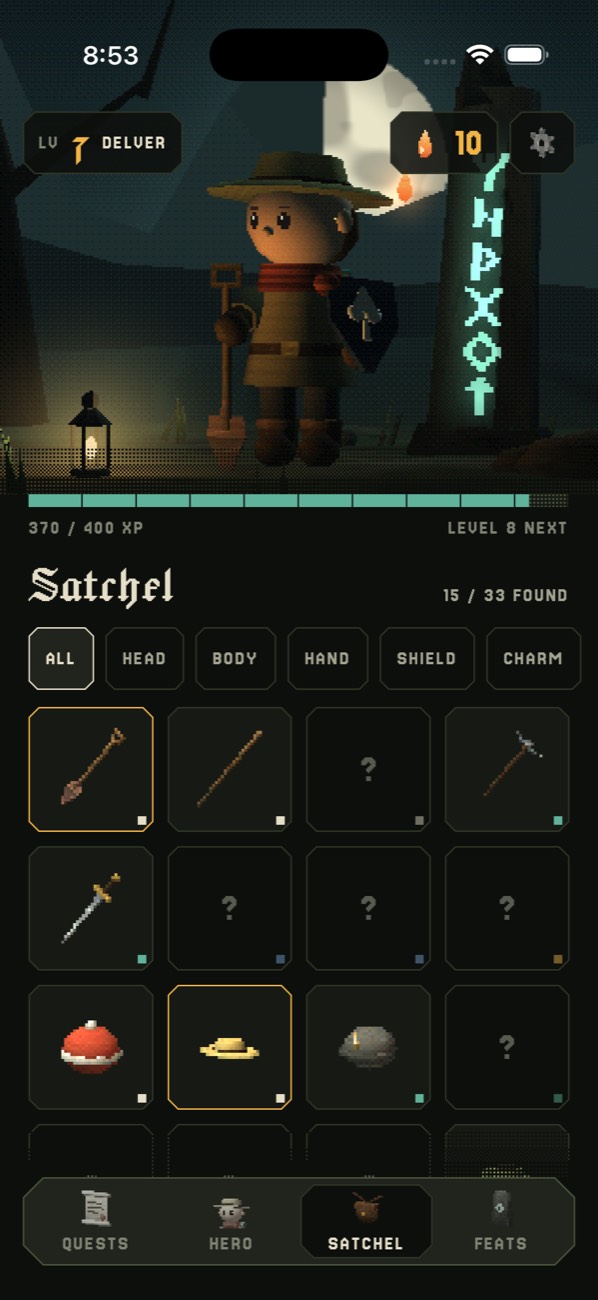 8:53
LV 7 DELVER
10
370 / 400 XP
LEVEL 8 NEXT
Satchel
15 / 33 FOUND
ALL
HEAD
BODY
HAND
SHIELD
CHARM
?
?
?
?
?
QUESTS
HERO
SATCHEL
FEATS